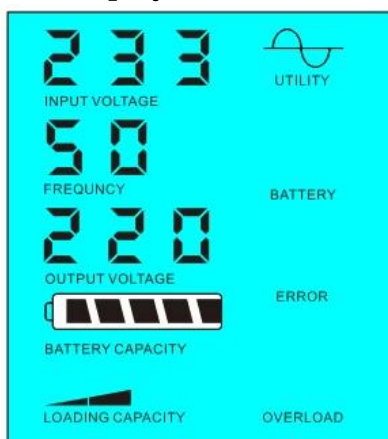 233
UTILITY
INPUT VOLTAGE
50
FREQUNCY
BATTERY
220
OUTPUT VOLTAGE
ERROR
BATTERY CAPACITY
LOADING CAPACITY
OVERLOAD